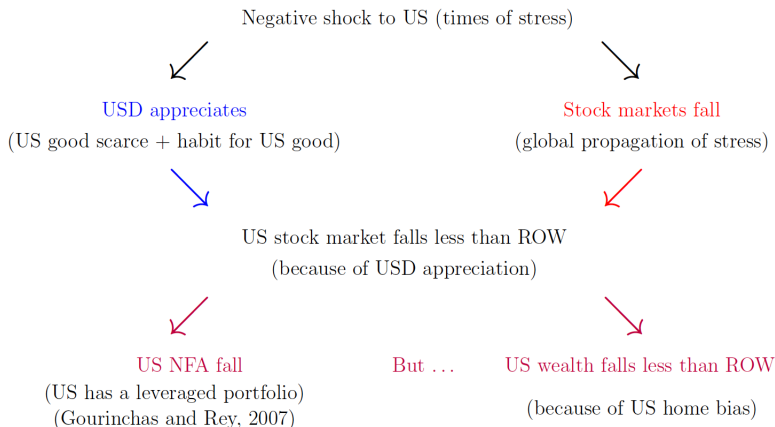 Negative shock to US (times of stress)
USD appreciates
(US good scarce + habit for US good)
Stock markets fall
(global propagation of stress)
US stock market falls less than ROW
(because of USD appreciation)
US NFA fall
(US has a leveraged portfolio)
(Gourinchas and Rey, 2007)
But ...
US wealth falls less than ROW
(because of US home bias)